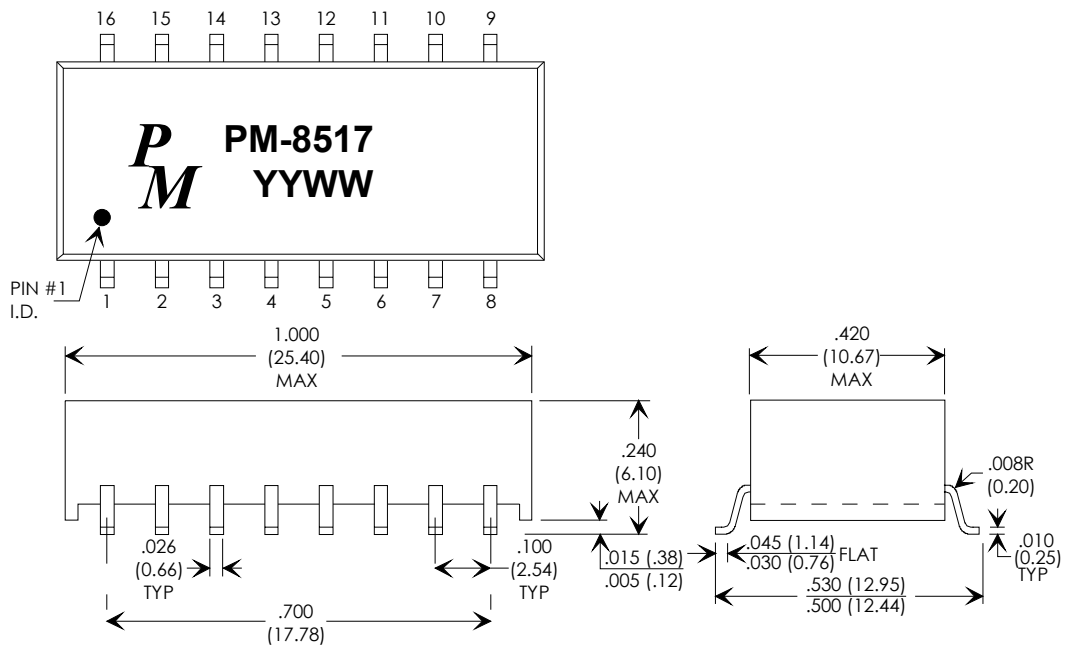 16 15 14 13 12 11 10 9
P
M
PM-8517
YYWW
PIN #1
I.D.
1 2 3 4 5 6 7 8
1.000
(25.40)
MAX
.420
(10.67)
MAX
.240
(6.10)
MAX
.008R
(0.20)
.026
(0.66)
TYP
.100
(2.54)
TYP
.015 (.38)
.005 (.12)
.045 (1.14)
.030 (0.76)
FLAT
.010
(0.25)
TYP
.530 (12.95)
.500 (12.44)
.700
(17.78)